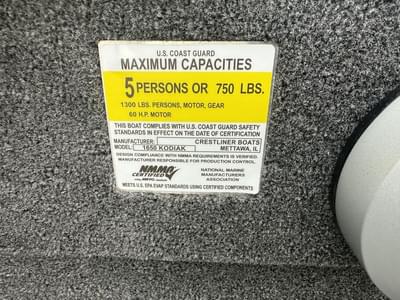 U.S. COAST GUARD
MAXIMUM CAPACITIES
5 PERSONS OR 750 LBS.
1300 LBS. PERSONS, MOTOR, GEAR
60 H.P. MOTOR
THIS BOAT COMPLIES WITH U.S. COAST GUARD SAFETY
STANDARDS IN EFFECT ON THE DATE OF CERTIFICATION
MANUFACTURER: CRESTLINER BOATS
MODEL: 1650 KODIAK METTAWA, IL
DESIGN COMPLIANCE WITH NMMA REQUIREMENTS IS VERIFIED.
MANUFACTURER RESPONSIBLE FOR PRODUCTION CONTROL.
NMMA
CERTIFIED
NATIONAL MARINE
MANUFACTURERS
ASSOCIATION
MEETS U.S. EPA EVAP STANDARDS USING CERTIFIED COMPONENTS